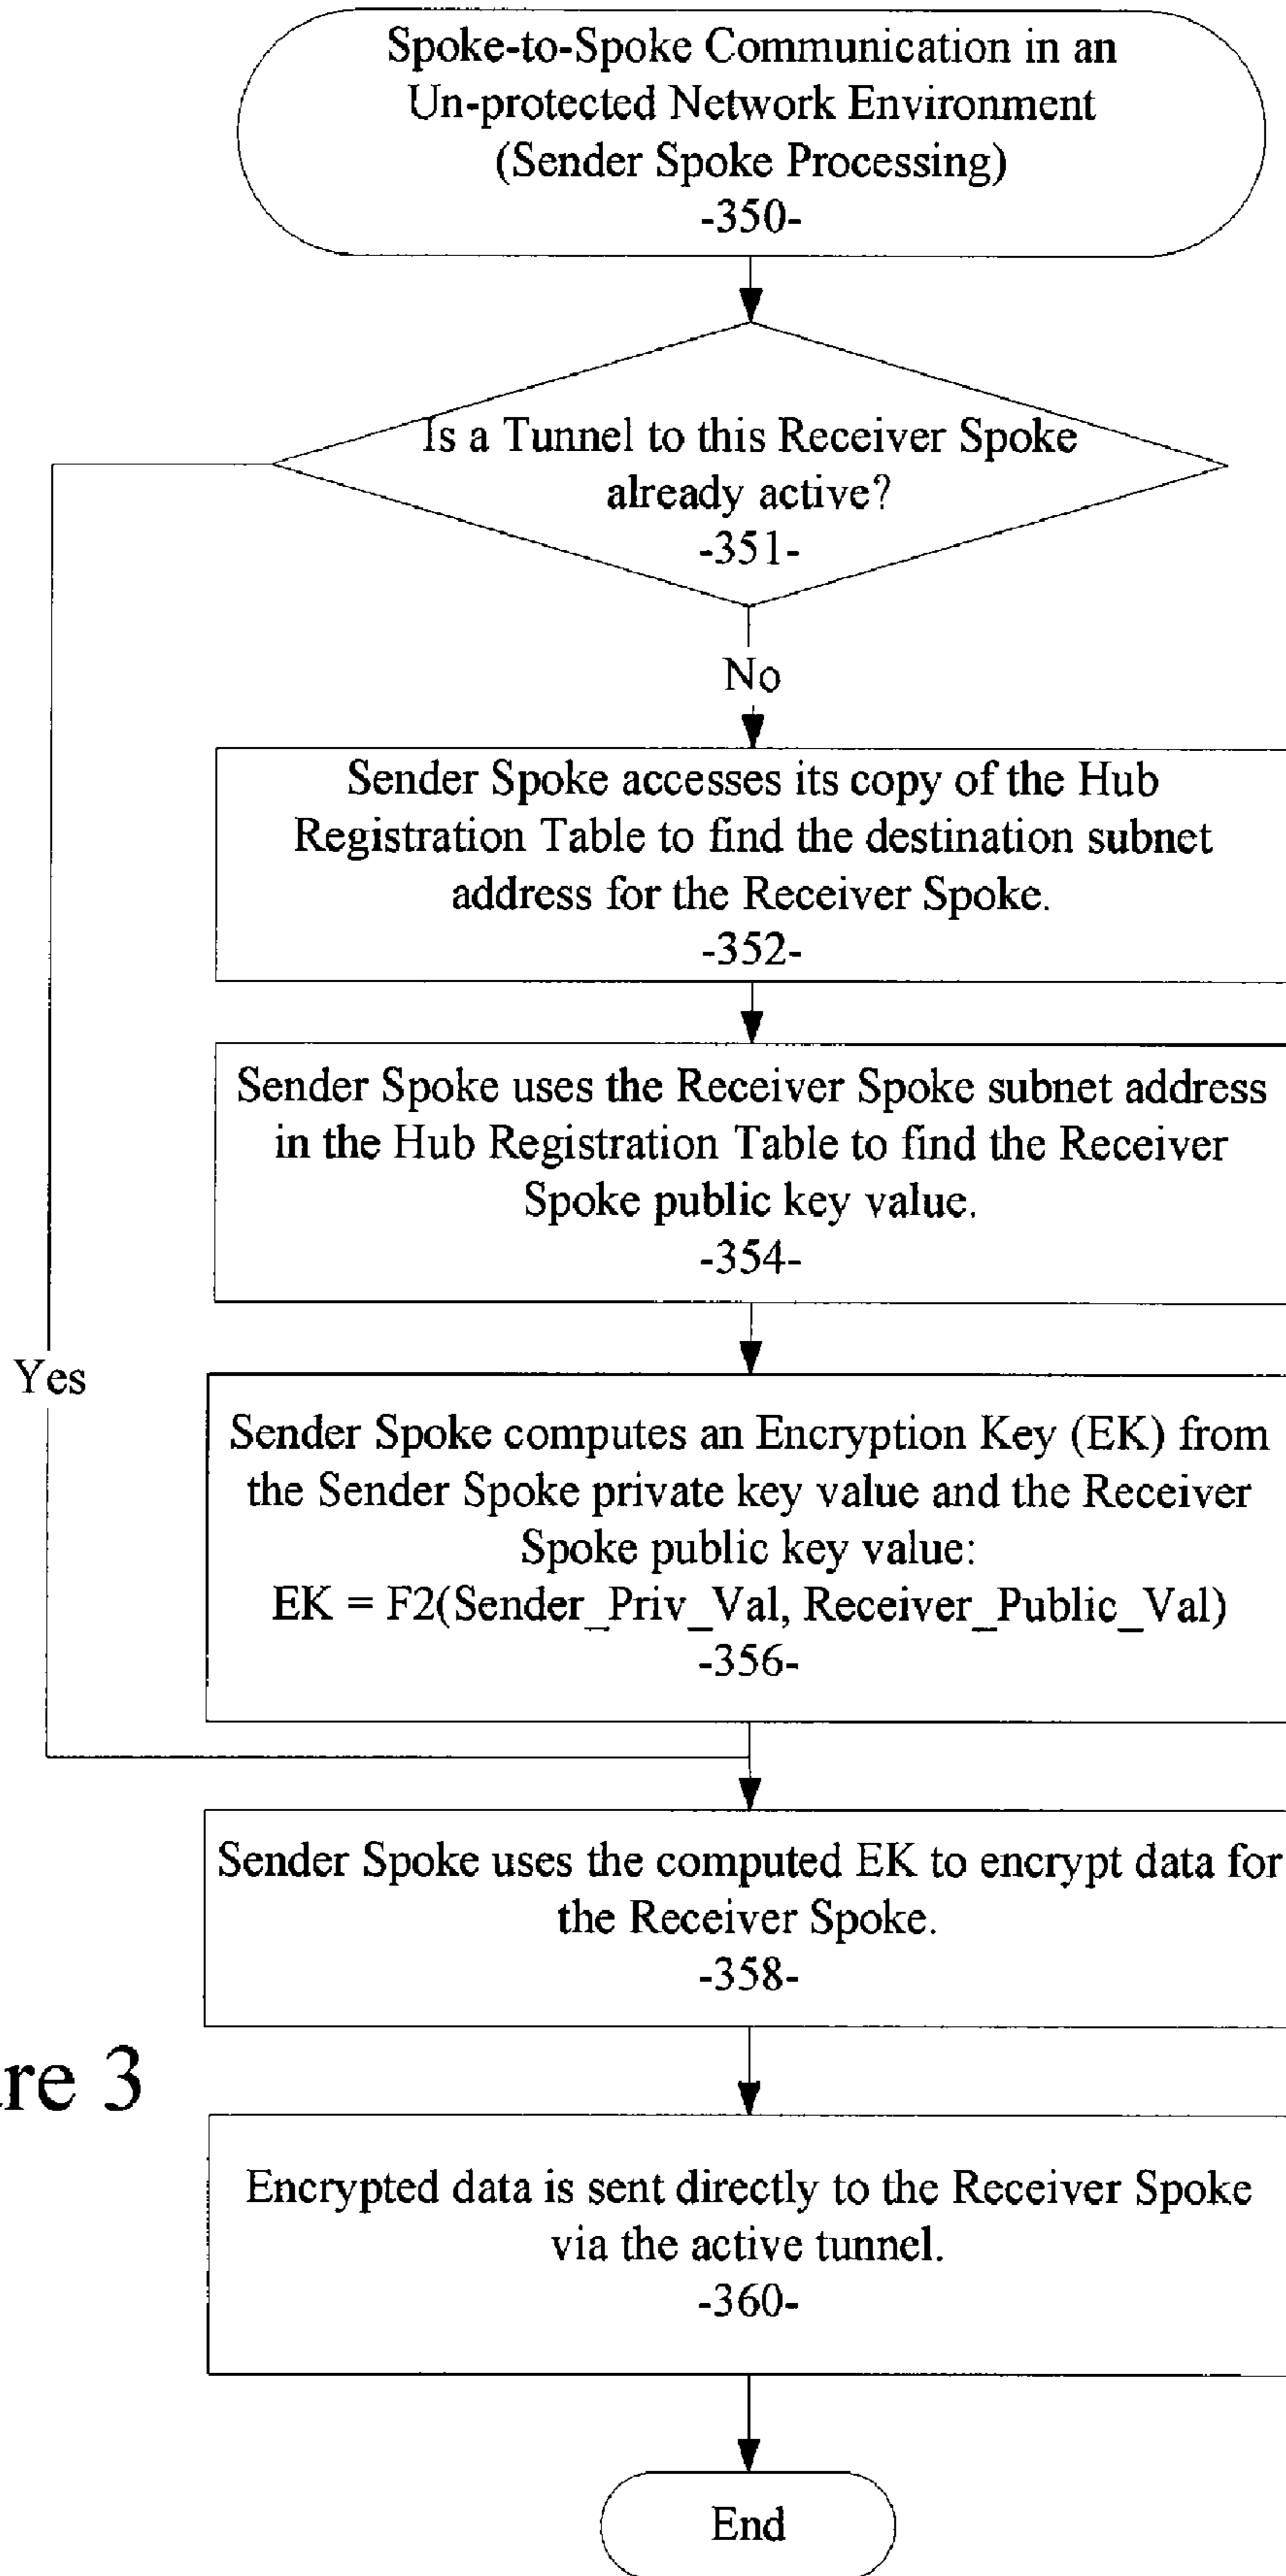 Spoke-to-Spoke Communication in an
Un-protected Network Environment
(Sender Spoke Processing)
-350-
Is a Tunnel to this Receiver Spoke
already active?
-351-
No
Sender Spoke accesses its copy of the Hub
Registration Table to find the destination subnet
address for the Receiver Spoke.
-352-
Sender Spoke uses the Receiver Spoke subnet address
in the Hub Registration Table to find the Receiver
Spoke public key value.
-354-
Yes
Sender Spoke computes an Encryption Key (EK) from
the Sender Spoke private key value and the Receiver
Spoke public key value:
EK = F2(Sender_Priv_Val, Receiver_Public_Val)
-356-
Sender Spoke uses the computed EK to encrypt data for
the Receiver Spoke.
-358-
re 3
Encrypted data is sent directly to the Receiver Spoke
via the active tunnel.
-360-
End